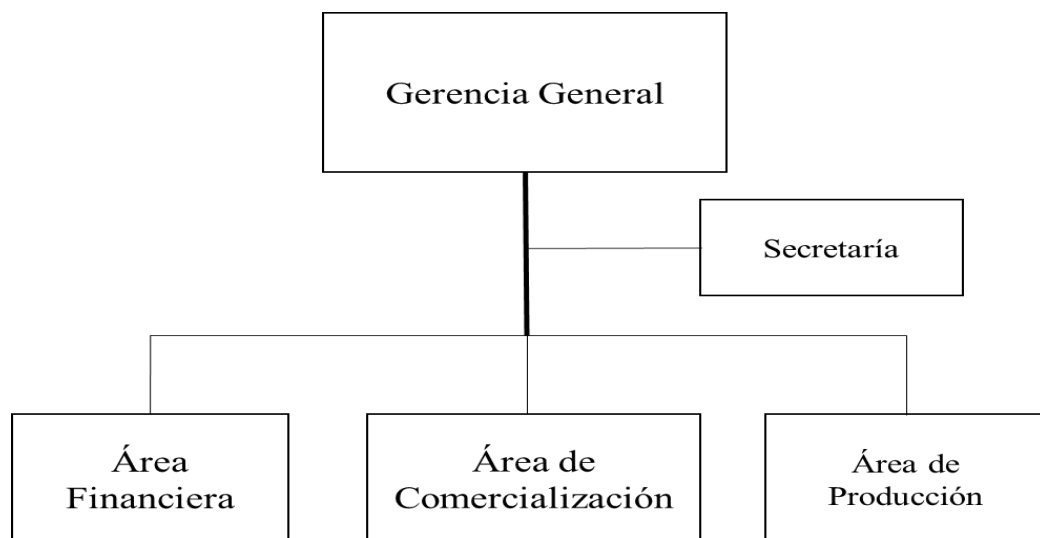 Gerencia General
Secretaría
Área
Financiera
Área de
Comercialización
Área de
Producción